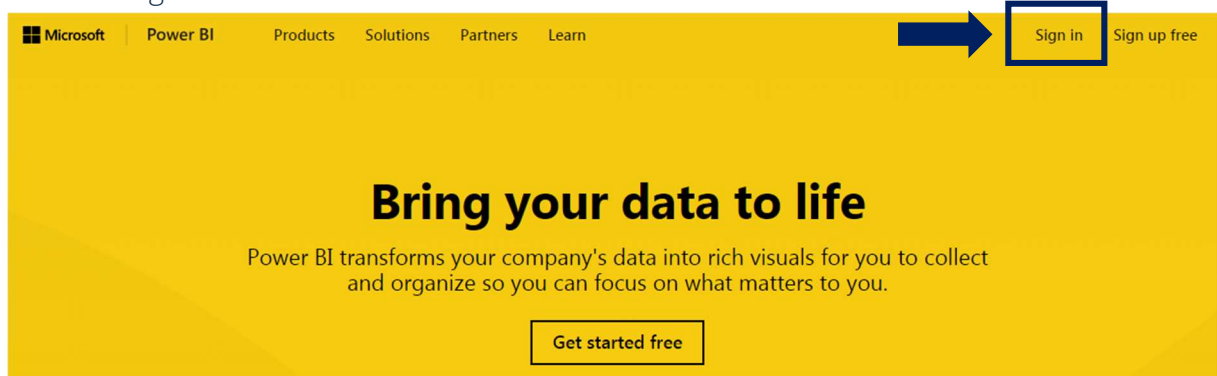 Microsoft Power BI Products Solutions Partners Learn Sign in Sign up free
Bring your data to life
Power BI transforms your company's data into rich visuals for you to collect
and organize so you can focus on what matters to you.
Get started free